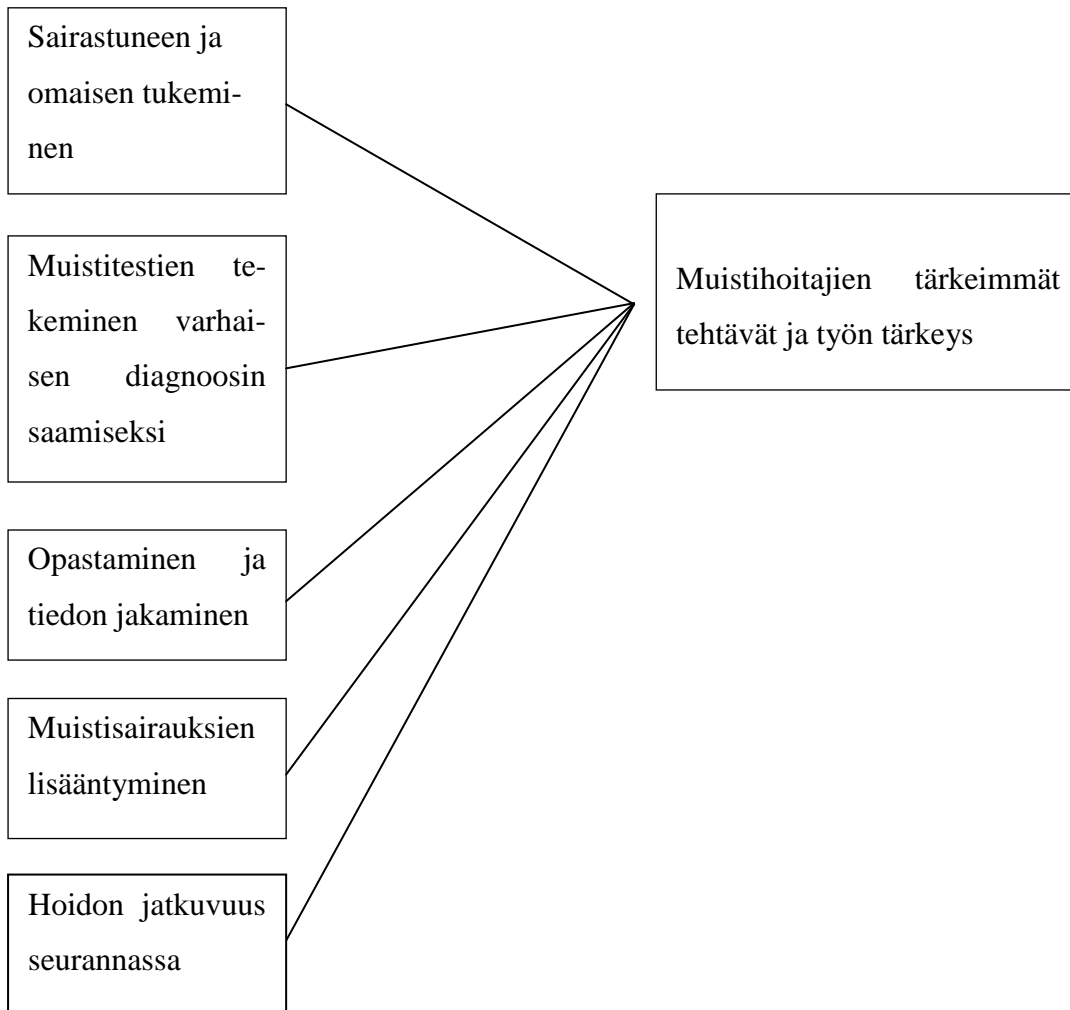 Sairastuneen ja
omaisen tukemi-
nen
Muistitestien te-
keminen varhai-
sen diagnoosin
saamiseksi
Opastaminen ja
tiedon jakaminen
Muistisairauksien
lisääntyminen
Hoidon jatkuvuus
seurannassa
Muistihoitajien tärkeimmät
tehtävät ja työn tärkeys